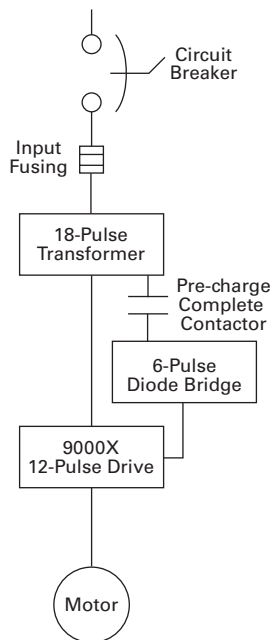 Circuit
Breaker
Input
Fusing
18-Pulse
Transformer
Pre-charge
Complete
Contactor
6-Pulse
Diode Bridge
9000X
12-Pulse Drive
Motor